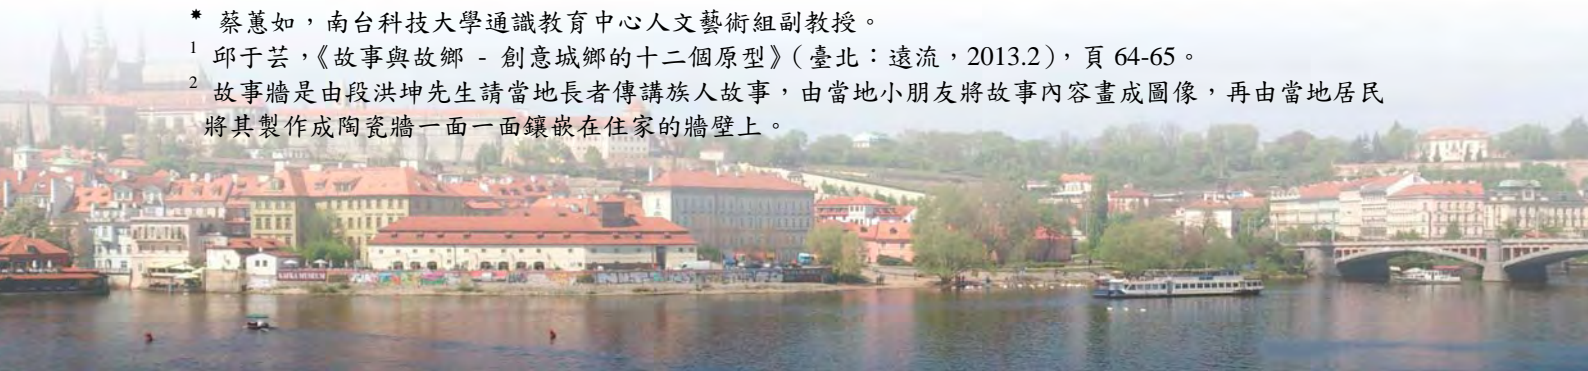 * 蔡蕙如，南台科技大學通識教育中心人文藝術組副教授。
1 邱于芸，《故事與故鄉 - 創意城鄉的十二個原型》（臺北：遠流，2013.2），頁 64-65。
2 故事牆是由段洪坤先生請當地長者傳講族人故事，由當地小朋友將故事內容畫成圖像，再由當地居民
將其製作成陶瓷牆一面一面鑲嵌在住家的牆壁上。
KAFKA MUSEUM